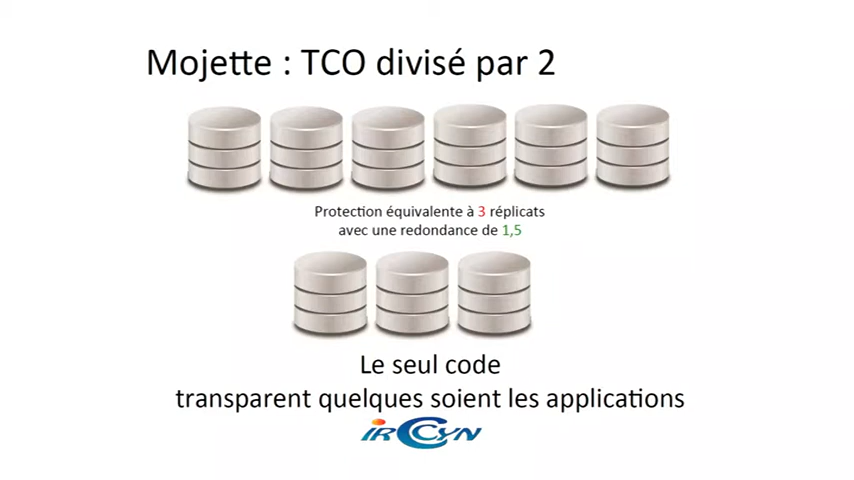 Mojette : TCO divisé par 2
Protection équivalente à 3 réplicats
avec une redondance de 1,5
Le seul code
transparent quelques soient les applications
IRCCyN